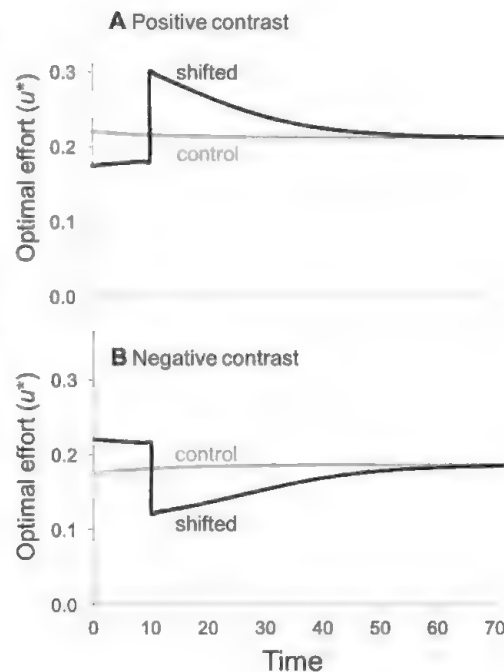 A Positive contrast
Optimal effort (u*)
0.3
0.2
0.1
0.0
shifted
control
B Negative contrast
Optimal effort (u*)
0.3
0.2
0.1
0.0
control
shifted
0 10 20 30 40 50 60 70
Time